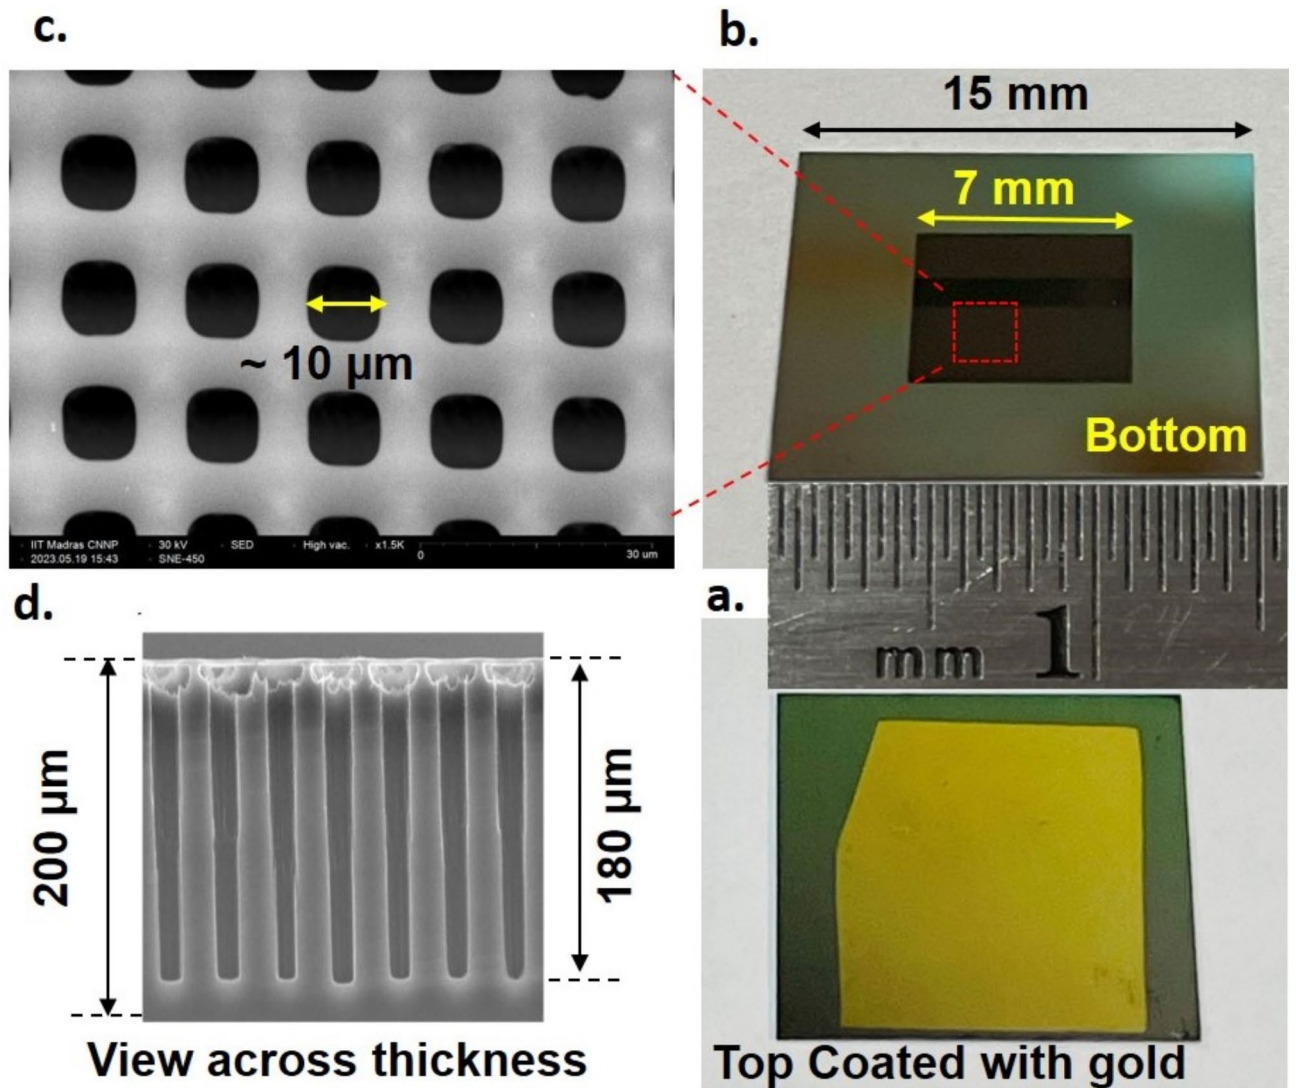 c.
b.
15 mm
7 mm
~ 10 µm
Bottom
IIT Madras CNNP 30 kV SED High vac. x1.5K 0 30 um
2023.05.19 15:43 SNE-450
d.
a.
mm 1
200 µm
180 µm
View across thickness
Top Coated with gold